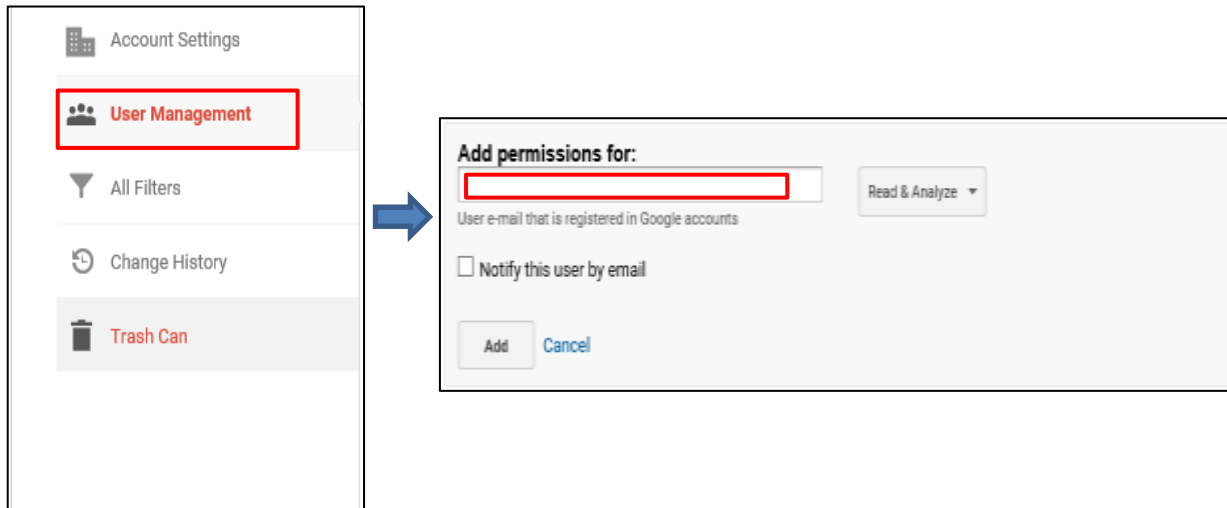 Account Settings
User Management
All Filters
Change History
Trash Can
Add permissions for:
Read & Analyze
User e-mail that is registered in Google accounts
Notify this user by email
Add
Cancel